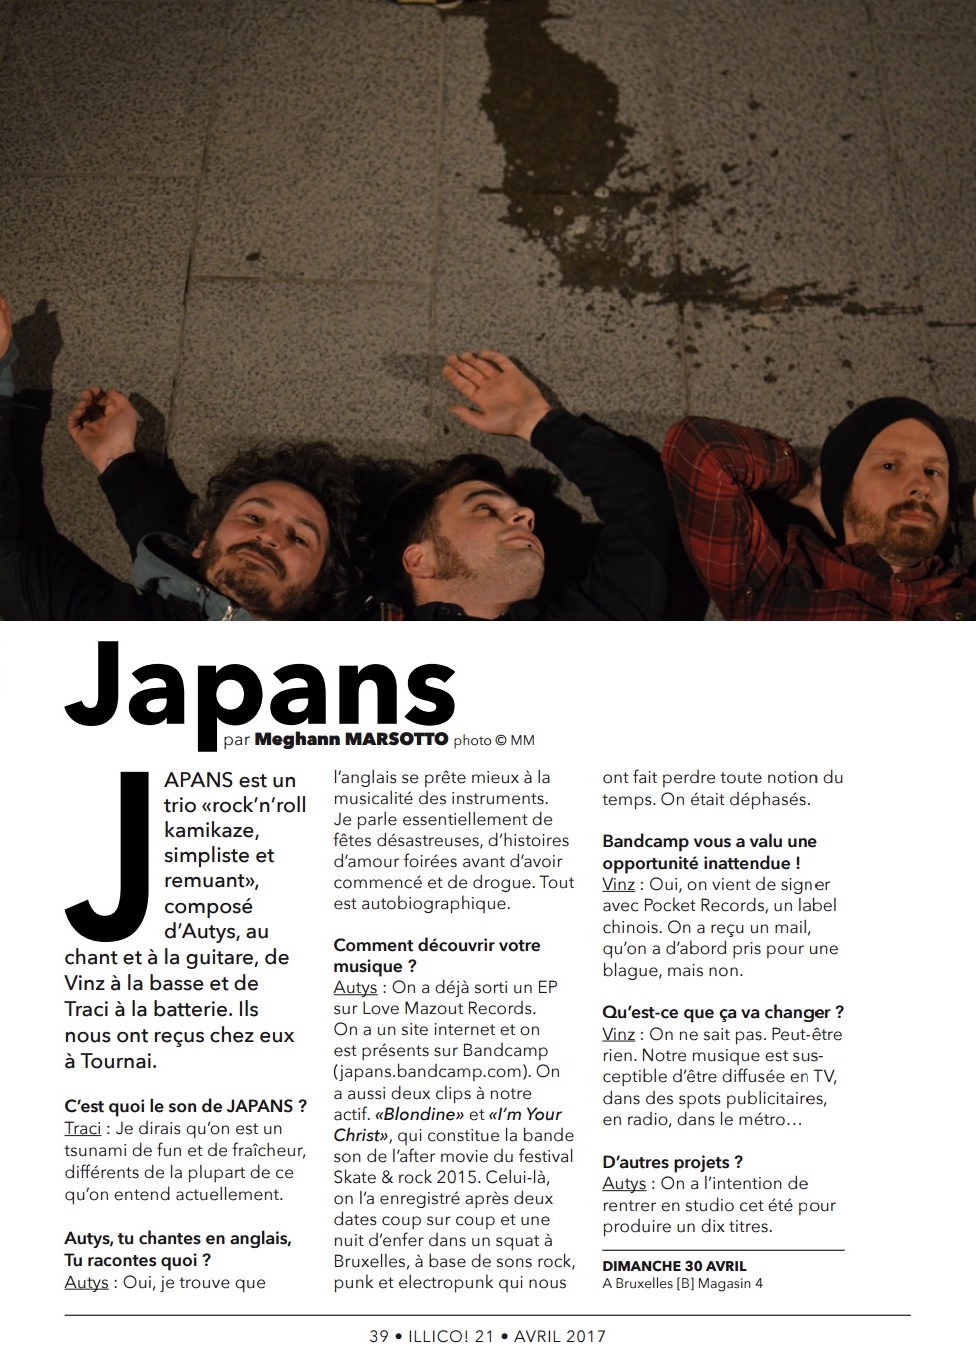 Japans
par Meghann MARSOTTO photo © MM
JAPANS est un
trio «rock’n’roll
kamikaze,
simpliste et
remuant»,
composé
d’Autys, au
chant et à la guitare, de
Vinz à la basse et de
Traci à la batterie. Ils
nous ont reçus chez eux
à Tournai.
C’est quoi le son de JAPANS ?
Traci : Je dirais qu’on est un
tsunami de fun et de fraîcheur,
différents de la plupart de ce
qu’on entend actuellement.
Autys, tu chantes en anglais,
Tu racontes quoi ?
Autys : Oui, je trouve que
l’anglais se prête mieux à la
musicalité des instruments.
Je parle essentiellement de
fêtes désastreuses, d’histoires
d’amour foirées avant d’avoir
commencé et de drogue. Tout
est autobiographique.
Comment découvrir votre
musique ?
Autys : On a déjà sorti un EP
sur Love Mazout Records.
On a un site internet et on
est présents sur Bandcamp
(japans.bandcamp.com). On
a aussi deux clips à notre
actif. «Blondine» et «I’m Your
Christ», qui constitue la bande
son de l’after movie du festival
Skate & rock 2015. Celui-là,
on l’a enregistré après deux
dates coup sur coup et une
nuit d’enfer dans un squat à
Bruxelles, à base de sons rock,
punk et electropunk qui nous
ont fait perdre toute notion du
temps. On était déphasés.
Bandcamp vous a valu une
opportunité inattendue !
Vinz : Oui, on vient de signer
avec Pocket Records, un label
chinois. On a reçu un mail,
qu’on a d’abord pris pour une
blague, mais non.
Qu’est-ce que ça va changer ?
Vinz : On ne sait pas. Peut-être
rien. Notre musique est sus-
ceptible d’être diffusée en TV,
dans des spots publicitaires,
en radio, dans le métro…
D’autres projets ?
Autys : On a l’intention de
rentrer en studio cet été pour
produire un dix titres.
DIMANCHE 30 AVRIL
A Bruxelles [B] Magasin 4
39 • ILLICO! 21 • AVRIL 2017